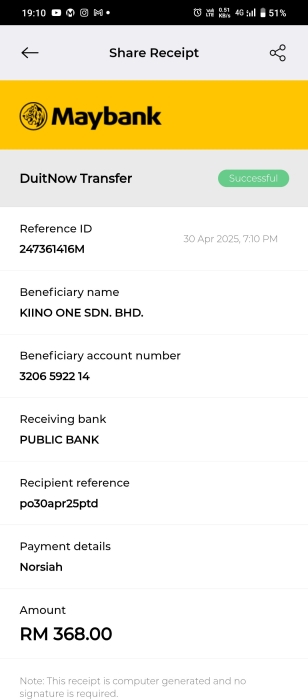 19:10 0.51 KB/s 4G 51%
Share Receipt
Maybank
DuitNow Transfer Successful
Reference ID
247361416M 30 Apr 2025, 7:10 PM
Beneficiary name
KIINO ONE SDN. BHD.
Beneficiary account number
3206 5922 14
Receiving bank
PUBLIC BANK
Recipient reference
po30apr25ptd
Payment details
Norsiah
Amount
RM 368.00
Note: This receipt is computer generated and no
signature is required.